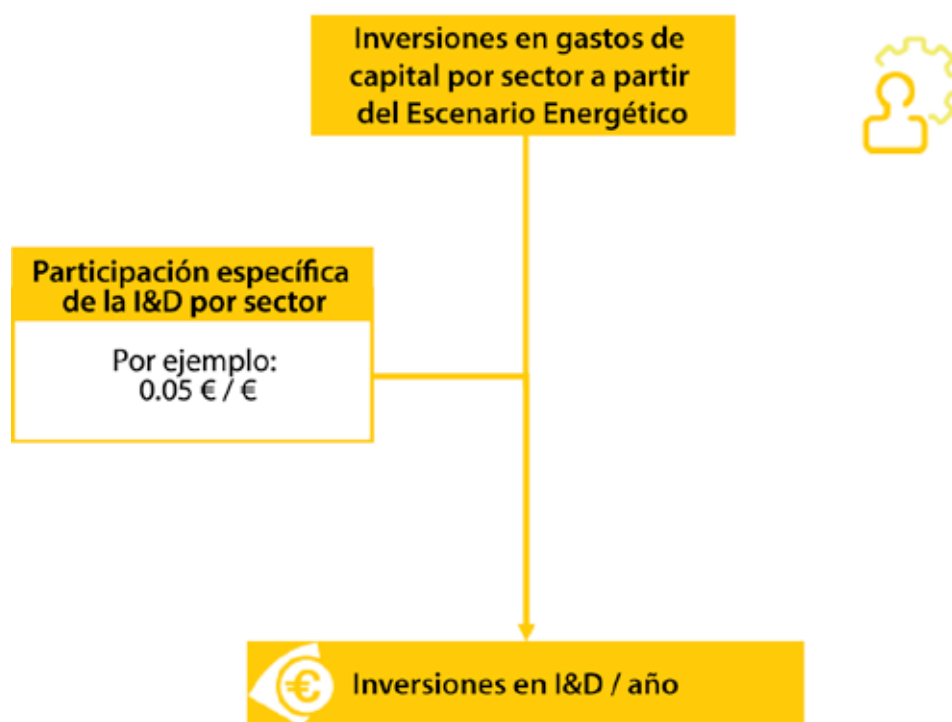 Inversiones en gastos de
capital por sector a partir
del Escenario Energético
Participación específica
de la I&D por sector
Por ejemplo:
0.05 € / €
€
Inversiones en I&D / año